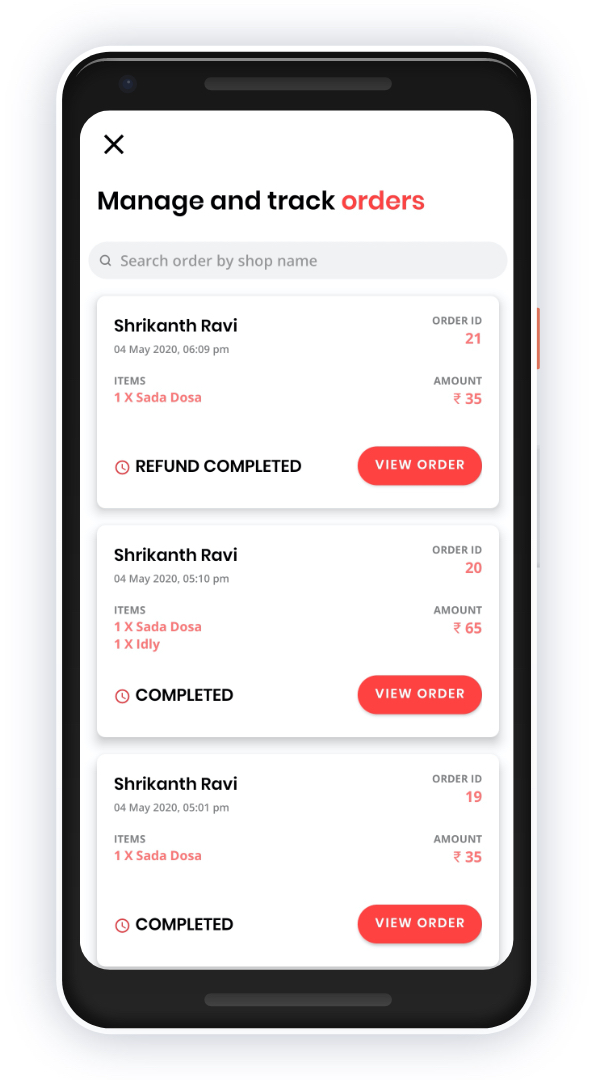 Manage and track orders
Search order by shop name
Shrikanth Ravi
ORDER ID
04 May 2020, 06:09 pm
21
ITEMS
AMOUNT
1 X Sada Dosa
₹ 35
REFUND COMPLETED
VIEW ORDER
Shrikanth Ravi
ORDER ID
04 May 2020, 05:10 pm
20
ITEMS
AMOUNT
1 X Sada Dosa
₹ 65
1 X Idly
COMPLETED
VIEW ORDER
Shrikanth Ravi
ORDER ID
04 May 2020, 05:01 pm
19
ITEMS
AMOUNT
1 X Sada Dosa
₹ 35
COMPLETED
VIEW ORDER